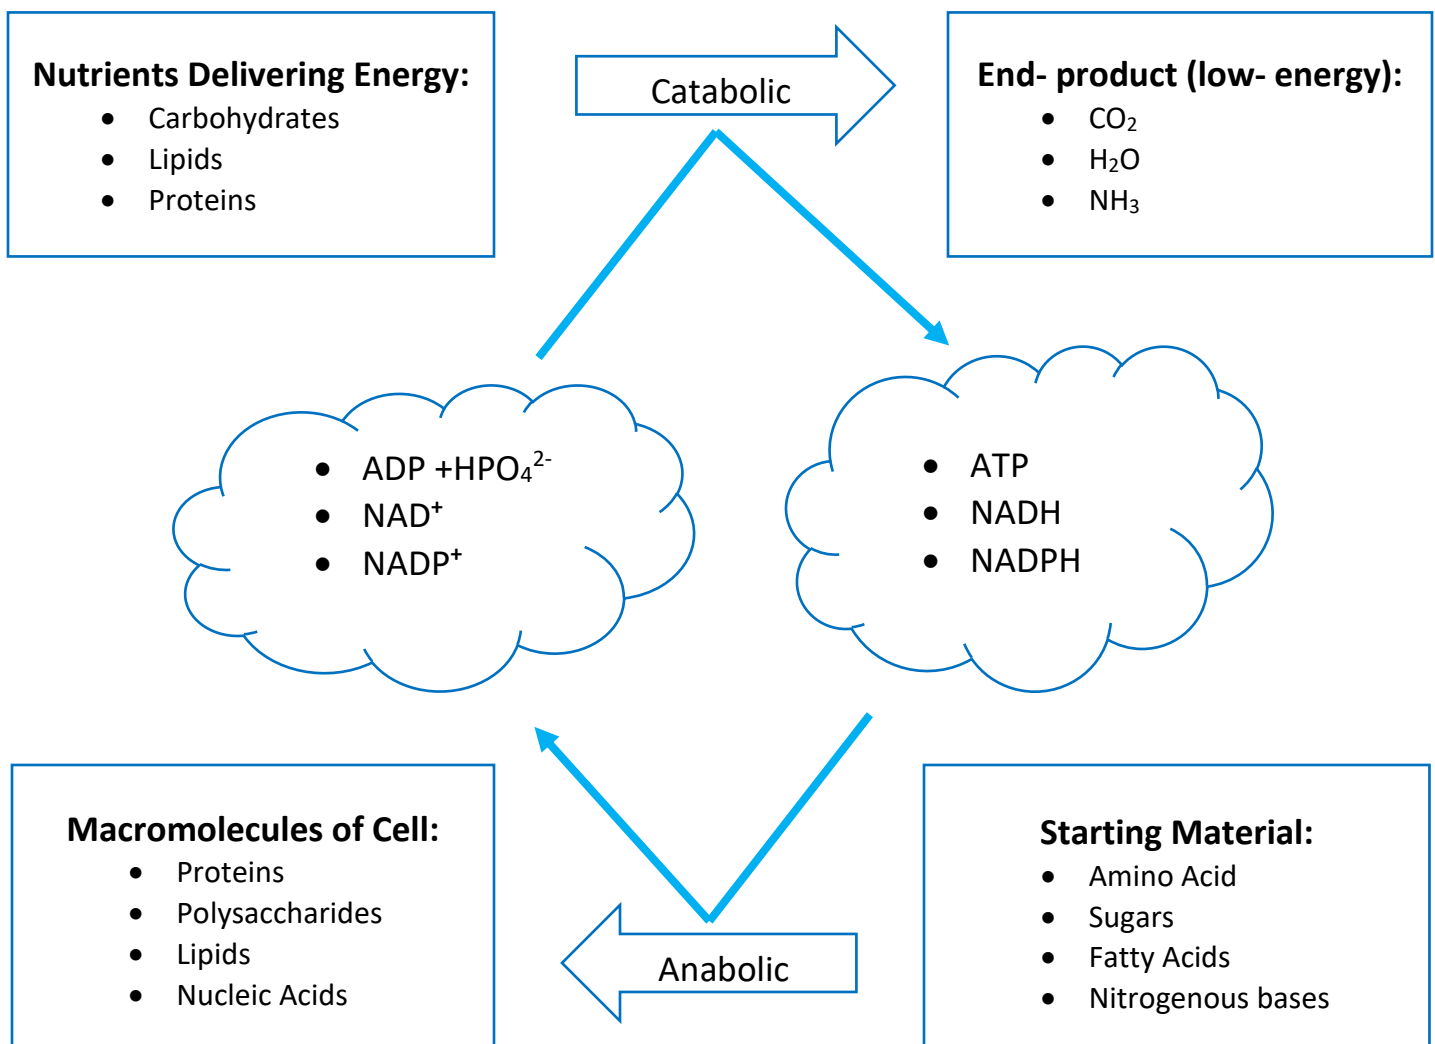 Nutrients Delivering Energy:
• Carbohydrates
• Lipids
• Proteins
Catabolic
End- product (low- energy):
• CO₂
• H₂O
• NH₃
• ADP +HPO₄²⁻
• NAD⁺
• NADP⁺
• ATP
• NADH
• NADPH
Macromolecules of Cell:
• Proteins
• Polysaccharides
• Lipids
• Nucleic Acids
Anabolic
Starting Material:
• Amino Acid
• Sugars
• Fatty Acids
• Nitrogenous bases